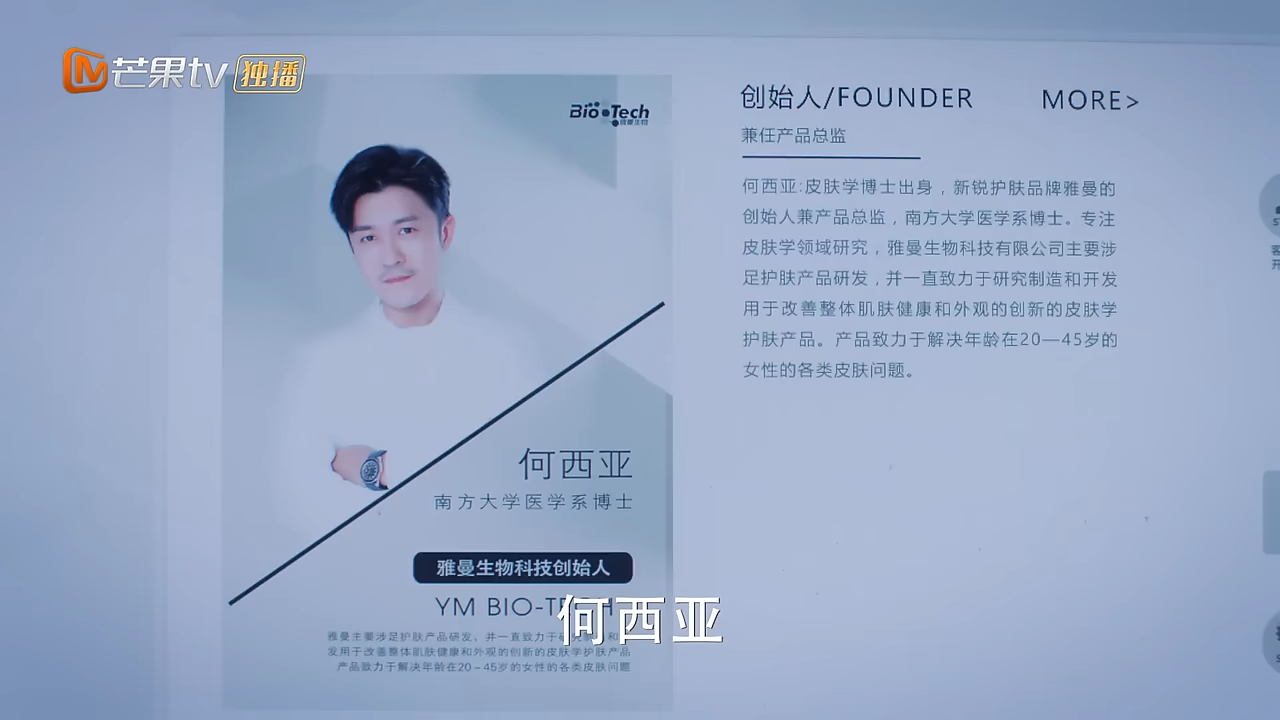 芒果tv 独播
Bio Tech
雅曼生物
创始人/FOUNDER MORE>
兼任产品总监
何西亚:皮肤学博士出身，新锐护肤品牌雅曼的
创始人兼产品总监，南方大学医学系博士。专注
皮肤学领域研究，雅曼生物科技有限公司主要涉
足护肤产品研发，并一直致力于研究制造和开发
用于改善整体肌肤健康和外观的创新的皮肤学
护肤产品。产品致力于解决年龄在20—45岁的
女性的各类皮肤问题。
何西亚
南方大学医学系博士
雅曼生物科技创始人
YM BIO-TECH
雅曼主要涉足护肤产品研发。并一直致力于研究制造和开
发用于改善整体肌肤健康和外观的创新的皮肤学护肤产品
产品致力于解决年龄在20-45岁的女性的各类皮肤问题
何西亚